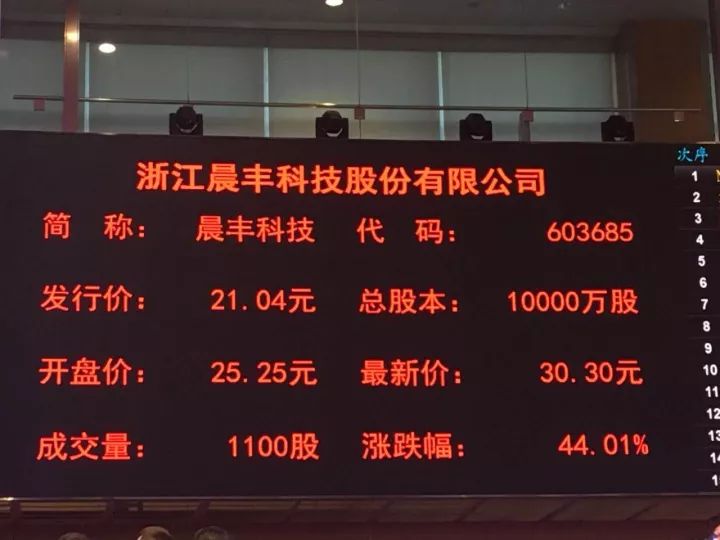 浙江晨丰科技股份有限公司
简 称: 晨丰科技 代 码: 603685
发行价: 21.04元 总股本: 10000万股
开盘价: 25.25元 最新价: 30.30元
成交量: 1100股 涨跌幅: 44.01%
次序
1
2
3
4
5
6
7
8
9
10
11
12
13
14